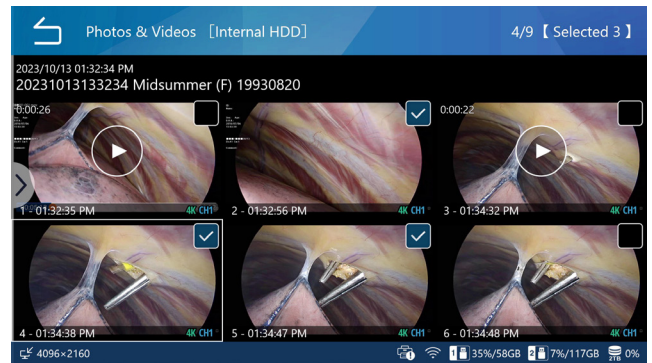 Photos & Videos [Internal HDD]
4/9 【 Selected 3 】
2023/10/13 01:32:34 PM
20231013133234 Midsummer (F) 19930820
0:00:26
0:00:22
1 - 01:32:35 PM 4K CH1
2 - 01:32:56 PM 4K CH1
3 - 01:34:32 PM 4K CH1
4 - 01:34:38 PM 4K CH1
5 - 01:34:47 PM 4K CH1
6 - 01:34:48 PM 4K CH1
4096×2160
1 35%/58GB
2 7%/117GB
2TB 0%